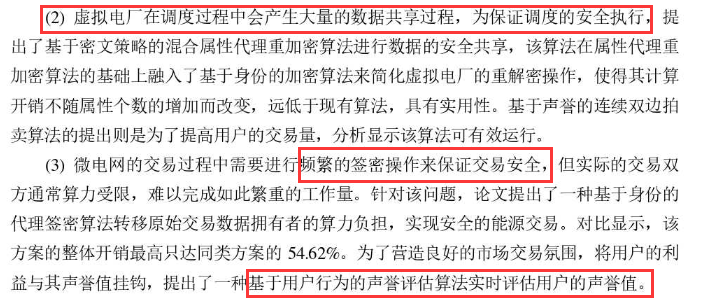 (2) 虚拟电厂在调度过程中会产生大量的数据共享过程，为保证调度的安全执行，提
出了基于密文策略的混合属性代理重加密算法进行数据的安全共享，该算法在属性代理重
加密算法的基础上融入了基于身份的加密算法来简化虚拟电厂的重解密操作，使得其计算
开销不随属性个数的增加而改变，远低于现有算法，具有实用性。基于声誉的连续双边拍
卖算法的提出则是为了提高用户的交易量，分析显示该算法可有效运行。
(3) 微电网的交易过程中需要进行频繁的签密操作来保证交易安全，但实际的交易双
方通常算力受限，难以完成如此繁重的工作量。针对该问题，论文提出了一种基于身份的
代理签密算法转移原始交易数据拥有者的算力负担，实现安全的能源交易。对比显示，该
方案的整体开销最高只达同类方案的 54.62%。为了营造良好的市场交易氛围，将用户的利
益与其声誉值挂钩，提出了一种基于用户行为的声誉评估算法实时评估用户的声誉值。